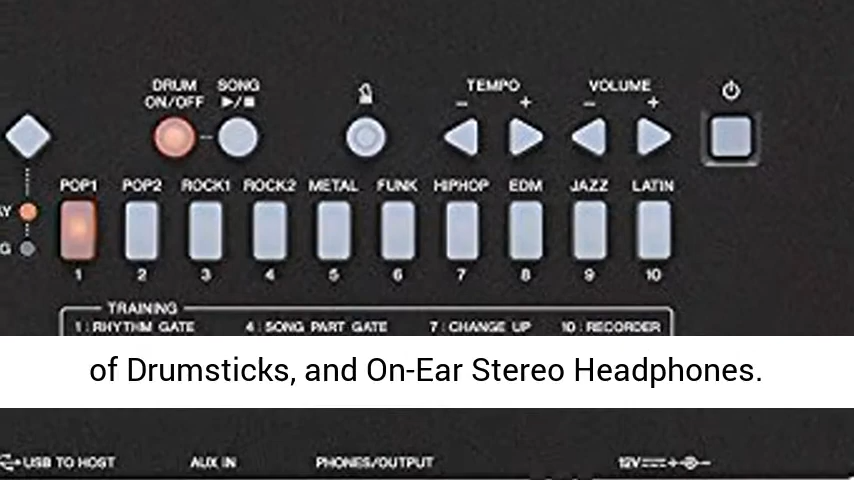 DRUM SONG TEMPO VOLUME
ON/OFF ▶/■ − + − +
POP1 POP2 ROCK1 ROCK2 METAL FUNK HIPHOP EDM JAZZ LATIN
1 2 3 4 5 6 7 8 9 10
TRAINING
1 : RHYTHM GATE 4 : SONG PART GATE 7 : CHANGE UP 10 : RECORDER
of Drumsticks, and On-Ear Stereo Headphones.
USB TO HOST AUX IN PHONES/OUTPUT 12V